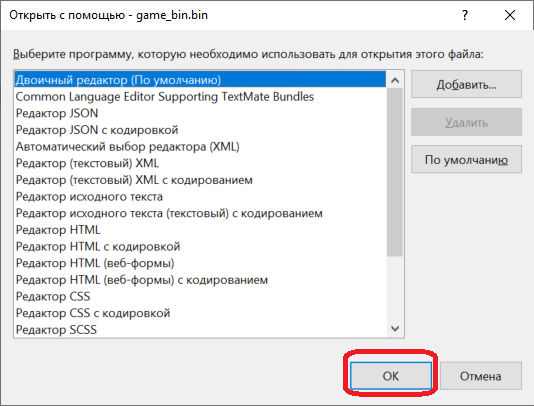 Открыть с помощью - game_bin.bin
Выберите программу, которую необходимо использовать для открытия этого файла:
Двоичный редактор (По умолчанию)
Common Language Editor Supporting TextMate Bundles
Редактор JSON
Редактор JSON с кодировкой
Автоматический выбор редактора (XML)
Редактор (текстовый) XML
Редактор (текстовый) XML с кодированием
Редактор исходного текста
Редактор исходного текста (текстовый) с кодированием
Редактор HTML
Редактор HTML с кодировкой
Редактор HTML (веб-формы)
Редактор HTML (веб-формы) с кодированием
Редактор CSS
Редактор CSS с кодировкой
Редактор SCSS
Добавить...
Удалить
По умолчанию
ОК
Отмена